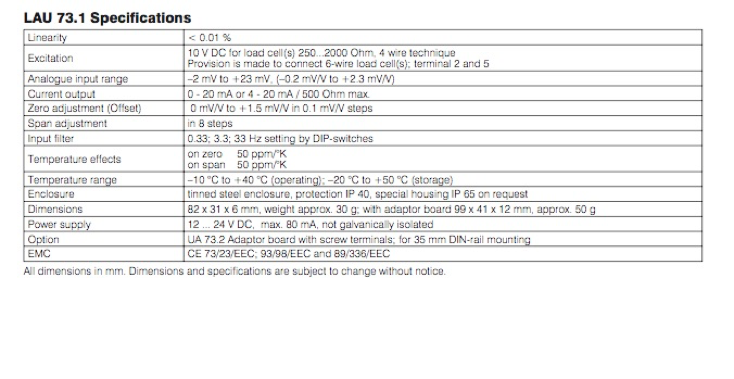 LAU 73.1 Specifications
Linearity < 0.01 %
Excitation 10 V DC for load cell(s) 250...2000 Ohm, 4 wire technique
Provision is made to connect 6-wire load cell(s); terminal 2 and 5
Analogue input range –2 mV to +23 mV, (–0.2 mV/V to +2.3 mV/V)
Current output 0 - 20 mA or 4 - 20 mA / 500 Ohm max.
Zero adjustment (Offset) 0 mV/V to +1.5 mV/V in 0.1 mV/V steps
Span adjustment in 8 steps
Input filter 0.33; 3.3; 33 Hz setting by DIP-switches
Temperature effects on zero 50 ppm/°K
on span 50 ppm/°K
Temperature range –10 °C to +40 °C (operating); –20 °C to +50 °C (storage)
Enclosure tinned steel enclosure, protection IP 40, special housing IP 65 on request
Dimensions 82 x 31 x 6 mm, weight approx. 30 g; with adaptor board 99 x 41 x 12 mm, approx. 50 g
Power supply 12 ... 24 V DC, max. 80 mA, not galvanically isolated
Option UA 73.2 Adaptor board with screw terminals; for 35 mm DIN-rail mounting
EMC CE 73/23/EEC; 93/98/EEC and 89/336/EEC
All dimensions in mm. Dimensions and specifications are subject to change without notice.